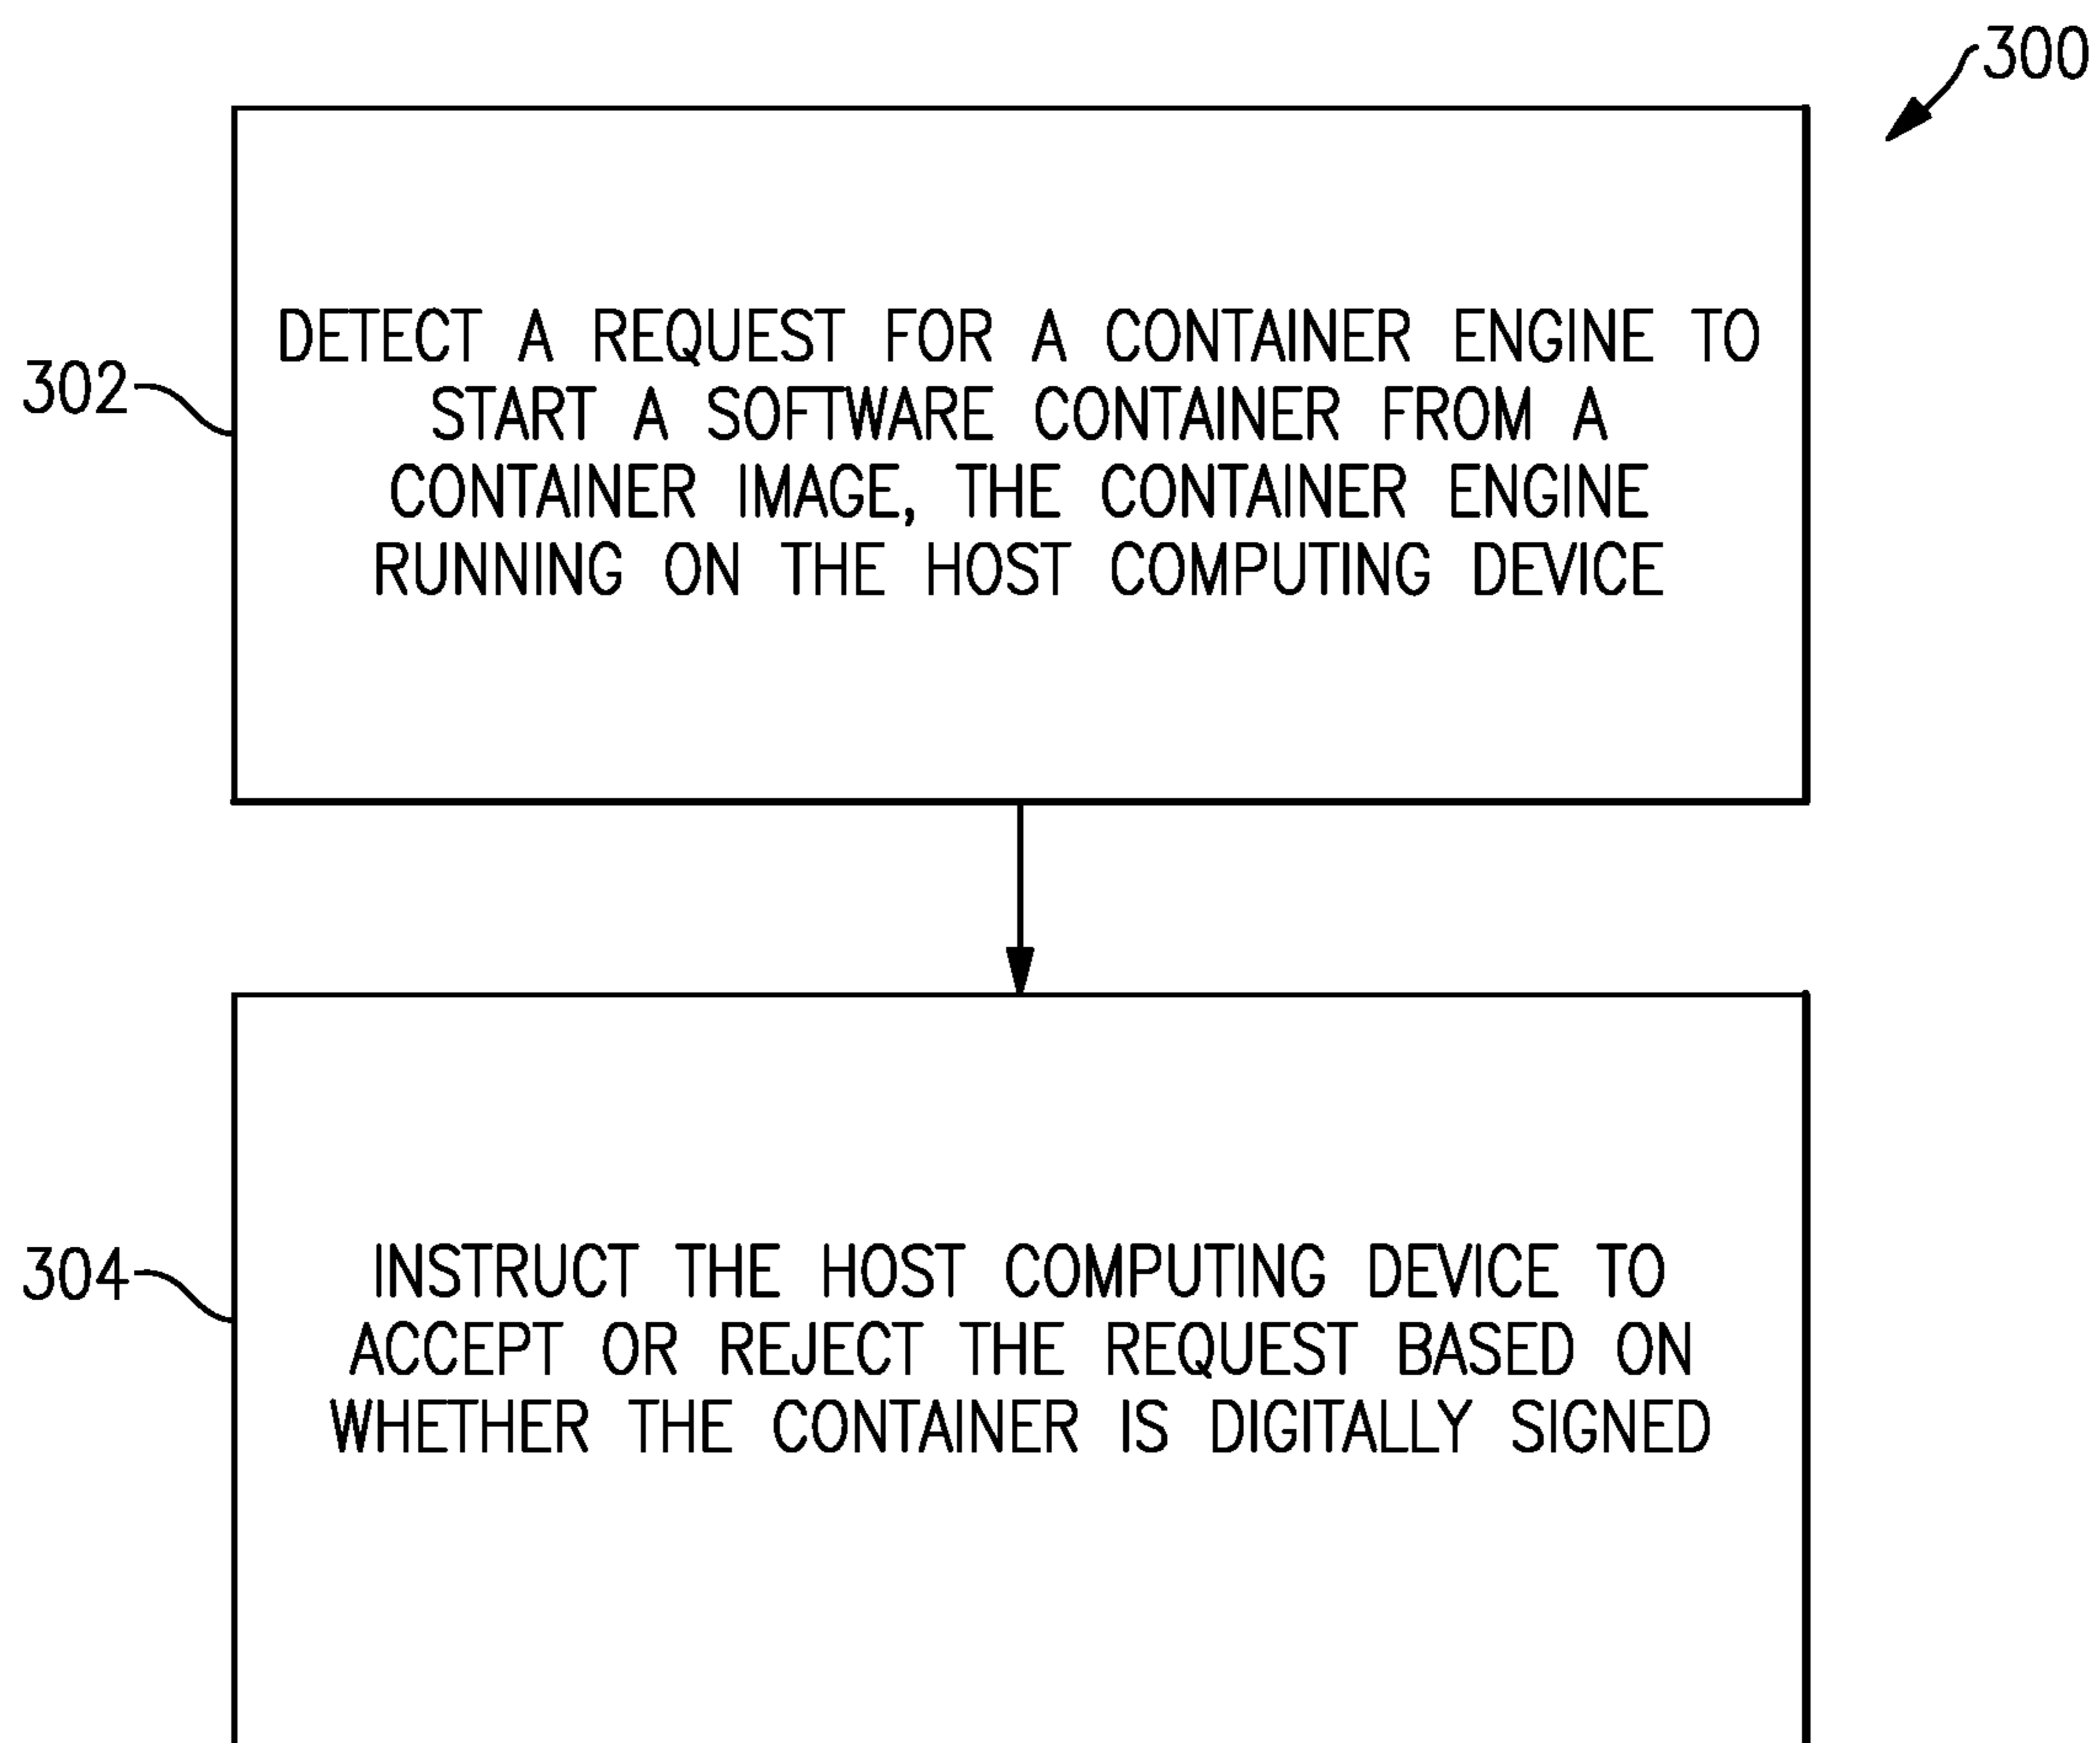 300
302
DETECT A REQUEST FOR A CONTAINER ENGINE TO
START A SOFTWARE CONTAINER FROM A
CONTAINER IMAGE, THE CONTAINER ENGINE
RUNNING ON THE HOST COMPUTING DEVICE
304
INSTRUCT THE HOST COMPUTING DEVICE TO
ACCEPT OR REJECT THE REQUEST BASED ON
WHETHER THE CONTAINER IS DIGITALLY SIGNED